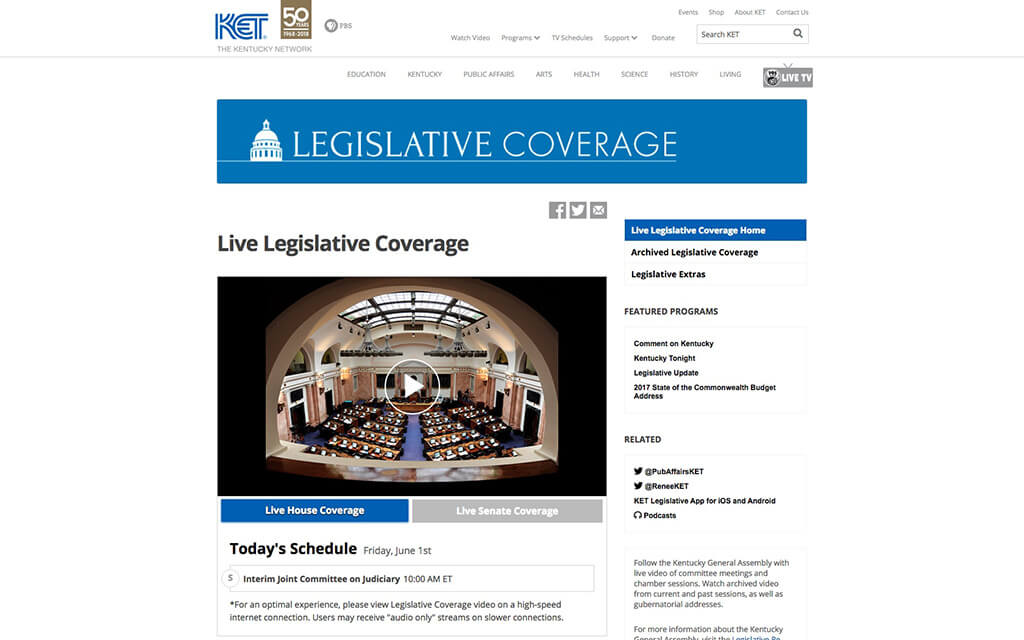 KET
50
YEARS
1968-2018
PBS
THE KENTUCKY NETWORK
Events Shop About KET Contact Us
Watch Video Programs TV Schedules Support Donate
Search KET
EDUCATION KENTUCKY PUBLIC AFFAIRS ARTS HEALTH SCIENCE HISTORY LIVING
LIVE TV
LEGISLATIVE COVERAGE
Live Legislative Coverage
Live House Coverage
Live Senate Coverage
Today's Schedule Friday, June 1st
S Interim Joint Committee on Judiciary 10:00 AM ET
*For an optimal experience, please view Legislative Coverage video on a high-speed
internet connection. Users may receive "audio only" streams on slower connections.
Live Legislative Coverage Home
Archived Legislative Coverage
Legislative Extras
FEATURED PROGRAMS
Comment on Kentucky
Kentucky Tonight
Legislative Update
2017 State of the Commonwealth Budget
Address
RELATED
@PubAffairsKET
@ReneeKET
KET Legislative App for iOS and Android
Podcasts
Follow the Kentucky General Assembly with
live video of committee meetings and
chamber sessions. Watch archived video
from current and past sessions, as well as
gubernatorial addresses.
For more information about the Kentucky
General Assembly, visit the Legislative Re